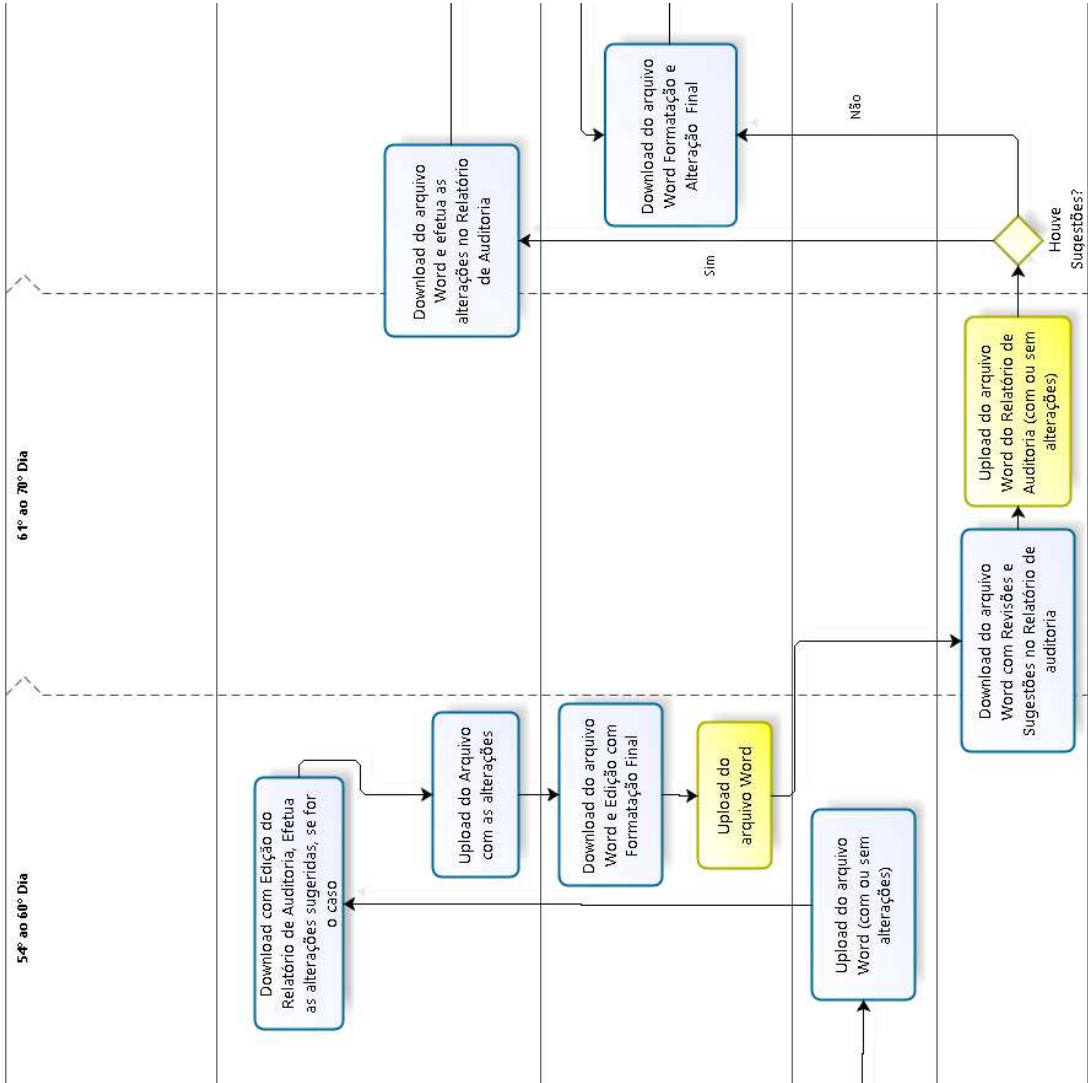 54º ao 60º Dia
Download com Edição do
Relatório de Auditoria, Efetua
as alterações sugeridas, se for
o caso
Upload do Arquivo
com as alterações
Download do arquivo
Word e Edição com
Formatação Final
Upload do
arquivo Word
Upload do arquivo
Word (com ou sem
alterações)
61º ao 70º Dia
Download do arquivo
Word com Revisões e
Sugestões no Relatório de
auditoria
Upload do arquivo
Word do Relatório de
Auditoria (com ou sem
alterações)
Houve
Sugestões?
Sim
Não
Download do arquivo
Word e efetua as
alterações no Relatório
de Auditoria
Download do arquivo
Word Formatação e
Alteração Final